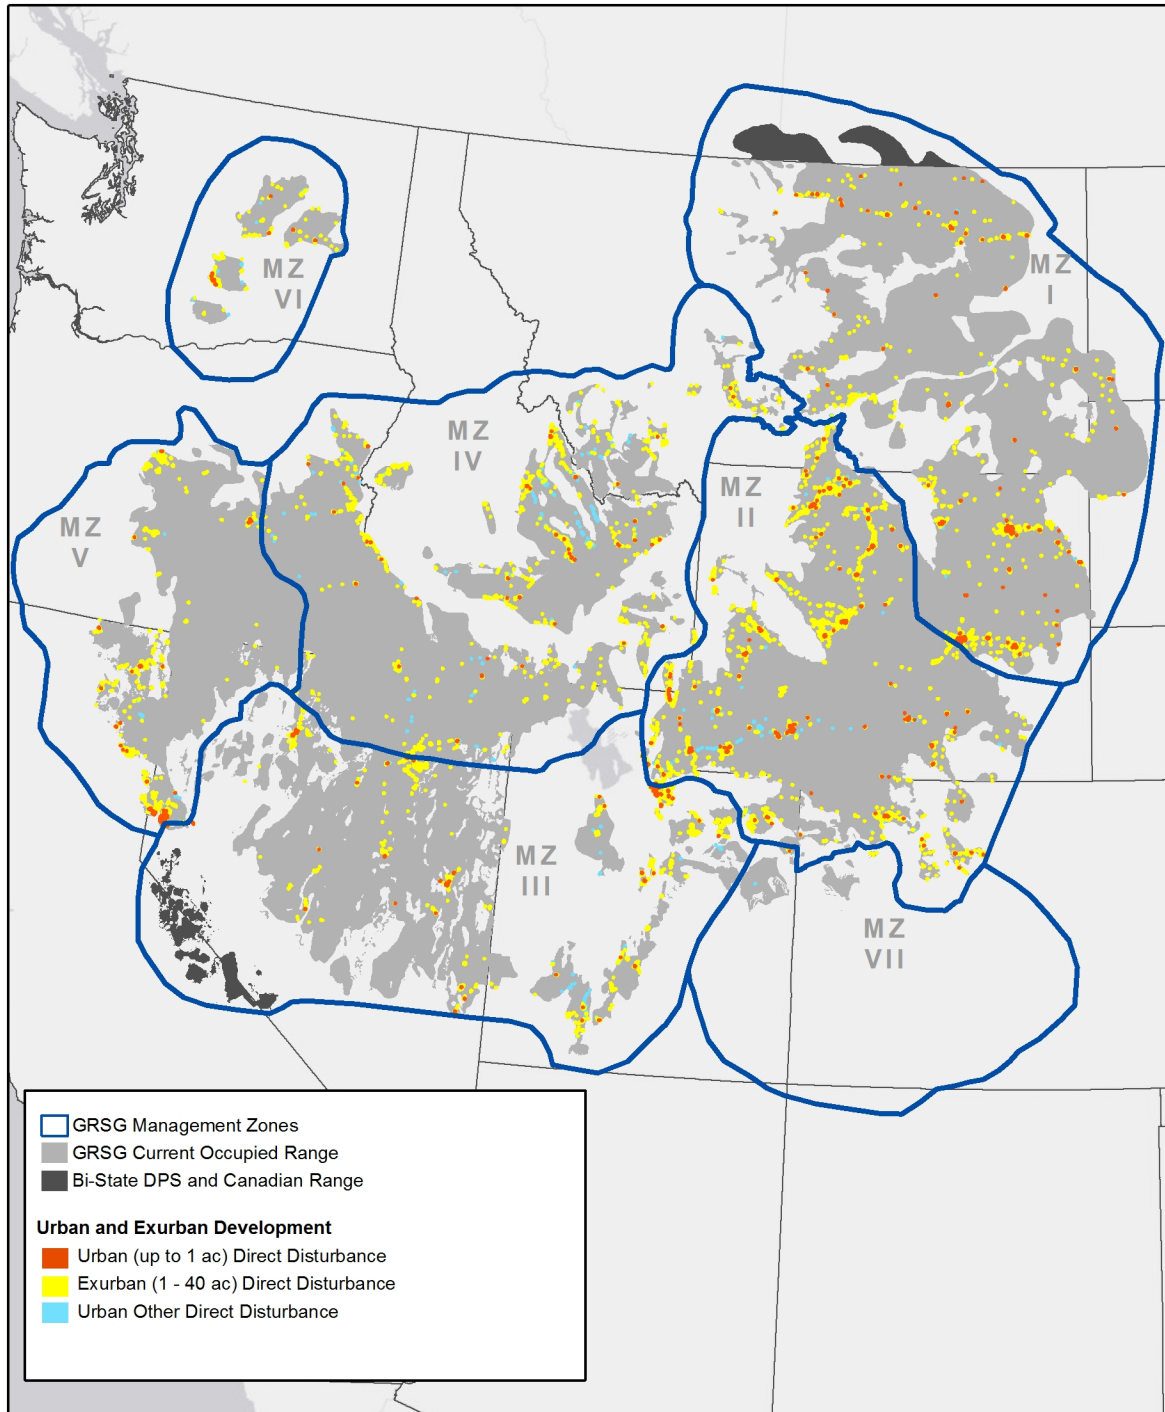 MZ
VI
MZ
I
MZ
IV
MZ
II
MZ
V
MZ
III
MZ
VII
GRSG Management Zones
GRSG Current Occupied Range
Bi-State DPS and Canadian Range
Urban and Exurban Development
Urban (up to 1 ac) Direct Disturbance
Exurban (1 - 40 ac) Direct Disturbance
Urban Other Direct Disturbance